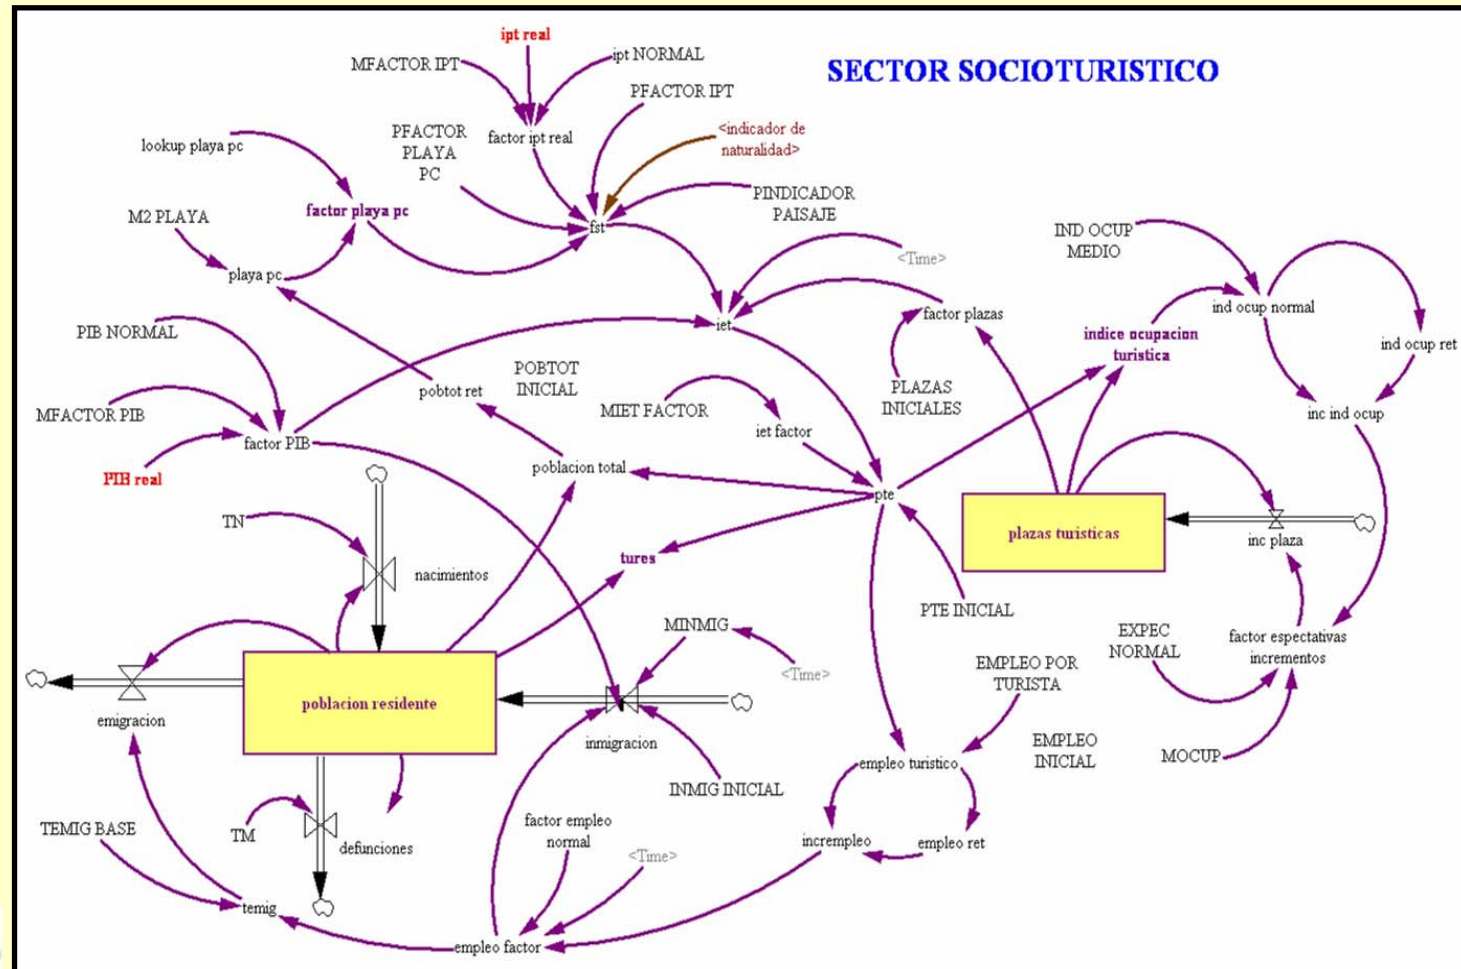 SECTOR SOCIOTURISTICO
ipt real
MFACTOR IPT
ipt NORMAL
PFACTOR IPT
lookup playa pc
PFACTOR
PLAYA
PC
factor ipt real
<indicador de
naturalidad>
M2 PLAYA
factor playa pc
PINDICADOR
PAISAJE
fst
IND OCUP
MEDIO
<Time>
playa pc
factor plazas
ind ocup normal
PIB NORMAL
iet
indice ocupacion
turistica
ind ocup ret
POBTOT
INICIAL
pobtot ret
PLAZAS
INICIALES
MFACTOR PIB
MIET FACTOR
inc ind ocup
factor PIB
iet factor
PIB real
poblacion total
pte
TN
plazas turisticas
inc plaza
tures
nacimientos
PTE INICIAL
MINMIG
EXPEC
NORMAL
factor espectativas
incrementos
<Time>
EMPLEO POR
TURISTA
poblacion residente
emigracion
inmigracion
EMPLEO
INICIAL
MOCUP
empleo turistico
INMIG INICIAL
TEMIG BASE
TM
defunciones
factor empleo
normal
<Time>
incrempleo
empleo ret
temig
empleo factor